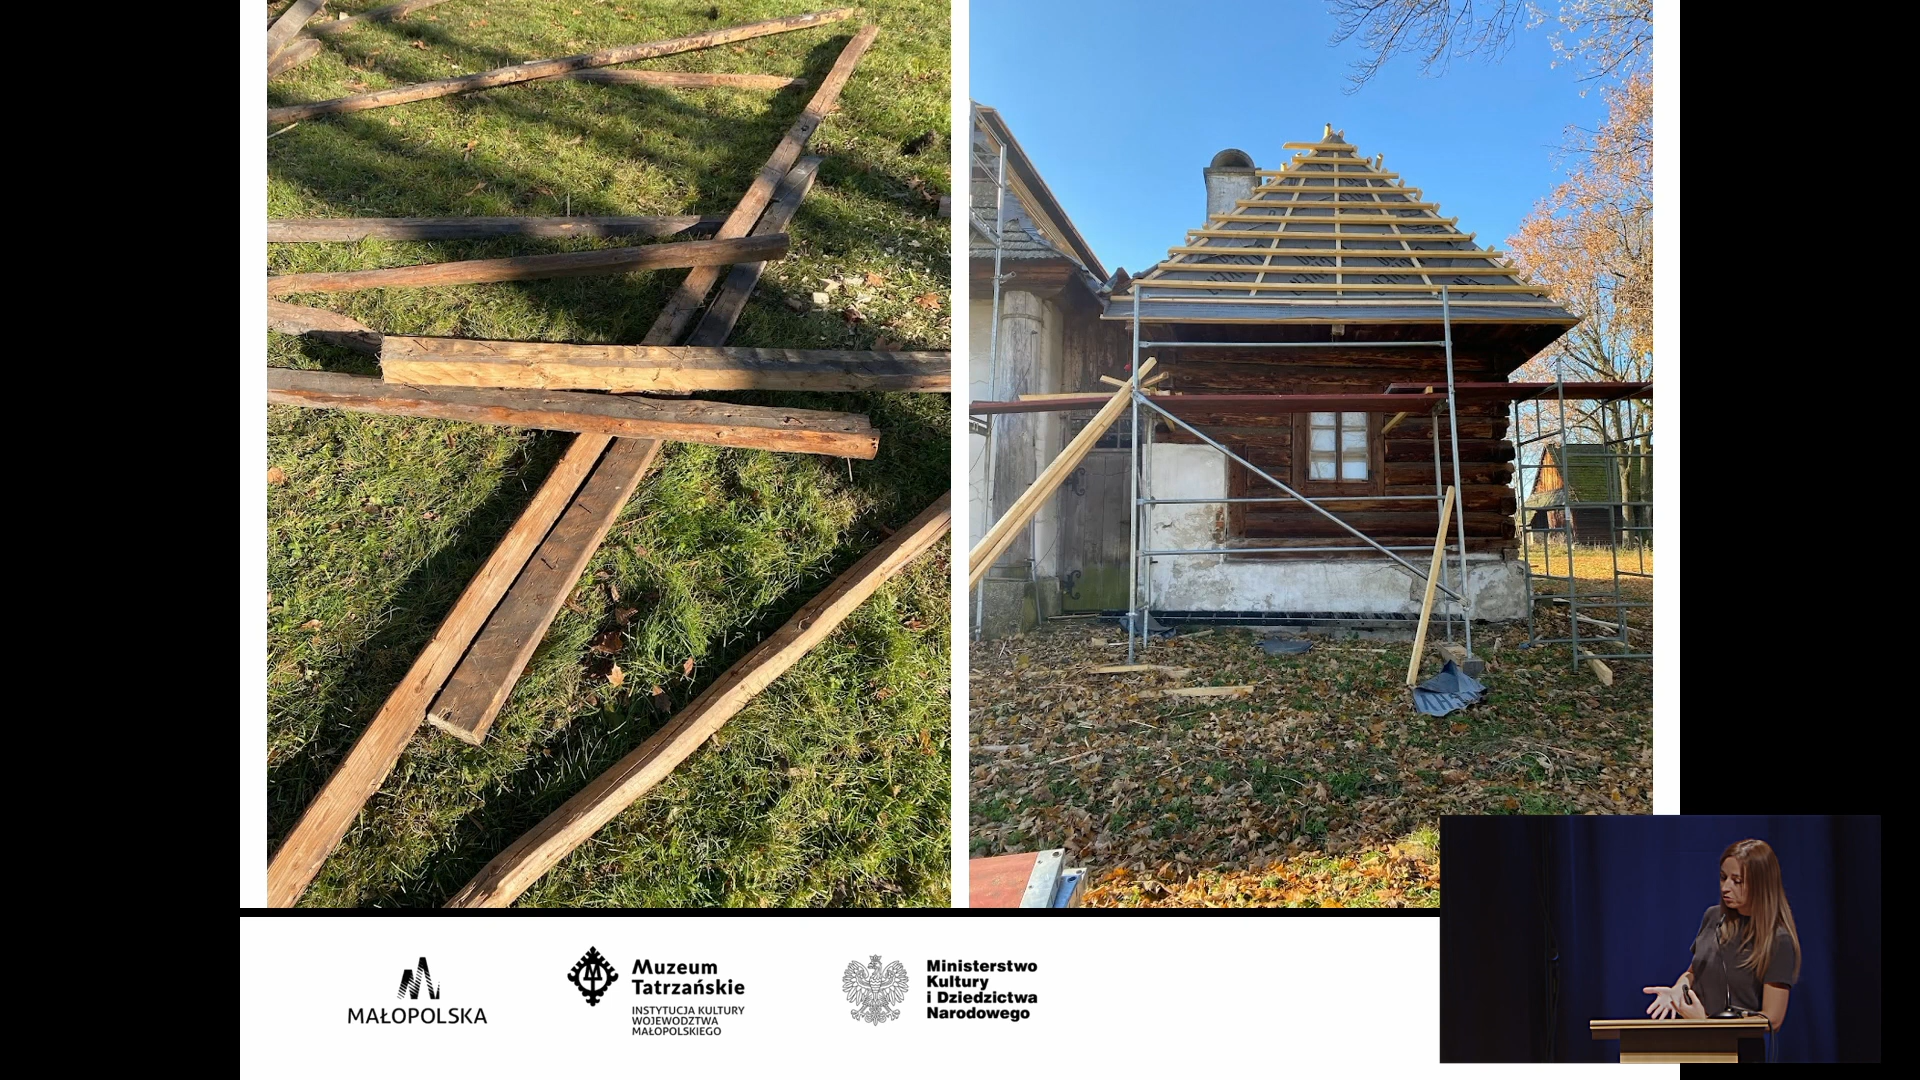 MAŁOPOLSKA
Muzeum
Tatrzańskie
INSTYTUCJA KULTURY
WOJEWÓDZTWA
MAŁOPOLSKIEGO
Ministerstwo
Kultury
i Dziedzictwa
Narodowego